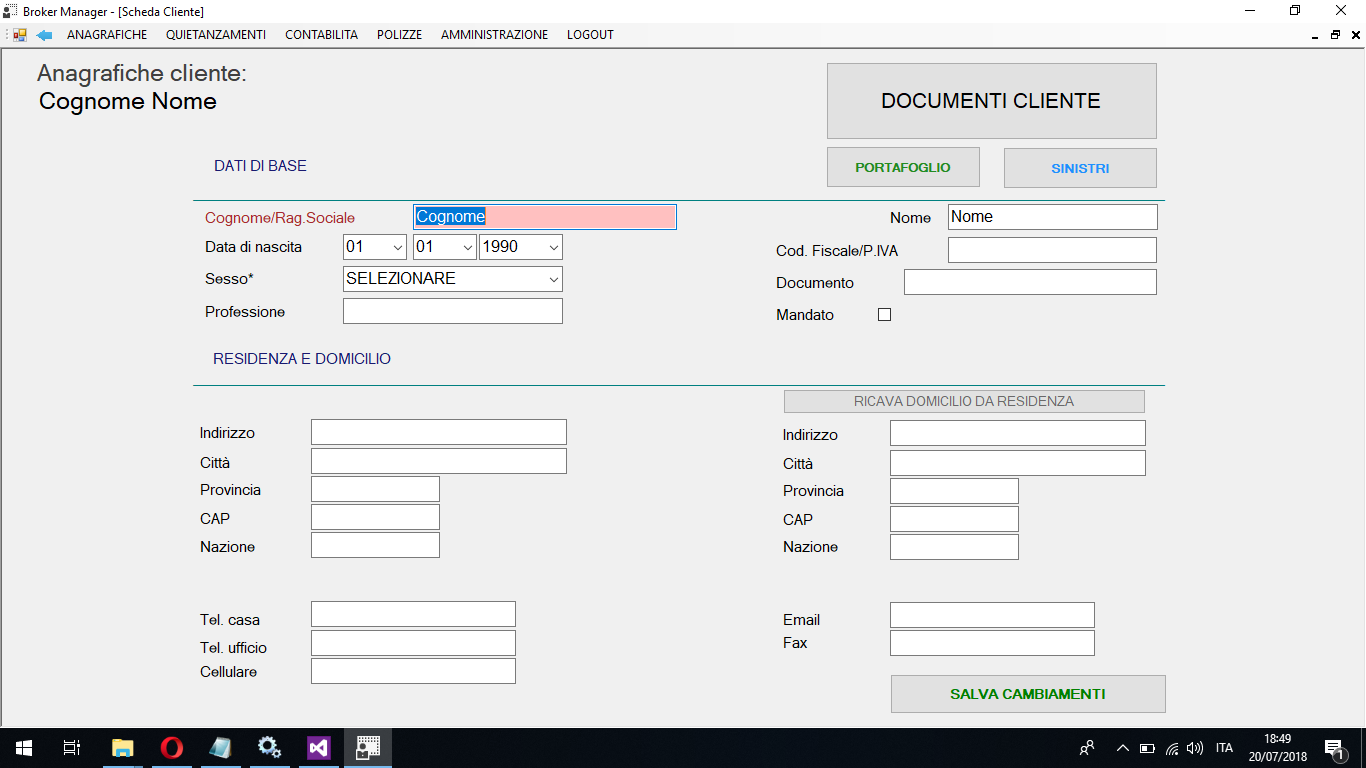 Broker Manager - [Scheda Cliente]
ANAGRAFICHE QUIETANZAMENTI CONTABILITA POLIZZE AMMINISTRAZIONE LOGOUT
Anagrafiche cliente:
Cognome Nome
DOCUMENTI CLIENTE
PORTAFOGLIO SINISTRI
DATI DI BASE
Cognome/Rag.Sociale Cognome Nome Nome
Data di nascita 01 01 1990 Cod. Fiscale/P.IVA
Sesso* SELEZIONARE Documento
Professione Mandato
RESIDENZA E DOMICILIO
RICAVA DOMICILIO DA RESIDENZA
Indirizzo Indirizzo
Città Città
Provincia Provincia
CAP CAP
Nazione Nazione
Tel. casa Email
Tel. ufficio Fax
Cellulare
SALVA CAMBIAMENTI
ITA 18:49
20/07/2018 1